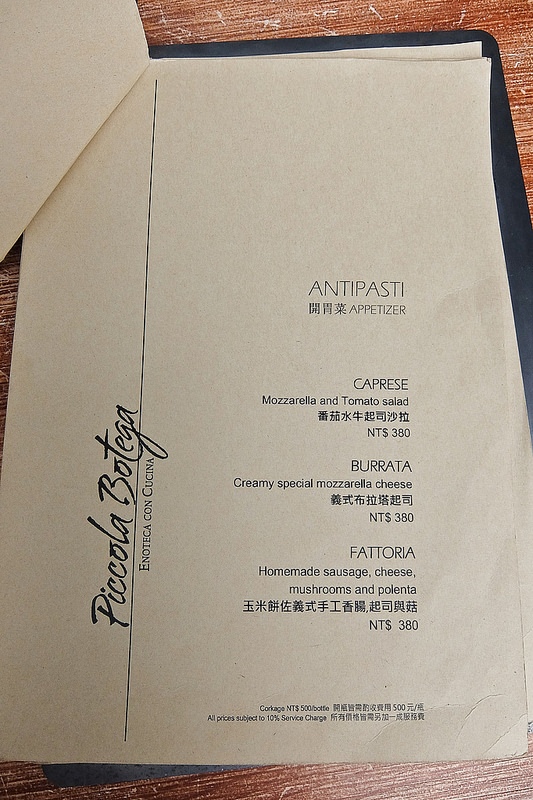 ANTIPASTI
開胃菜 APPETIZER
CAPRESE
Mozzarella and Tomato salad
番茄水牛起司沙拉
NT$ 380
BURRATA
Creamy special mozzarella cheese
義式布拉塔起司
NT$ 380
FATTORIA
Homemade sausage, cheese,
mushrooms and polenta
玉米餅佐義式手工香腸,起司與菇
NT$ 380
Piccola Botega
ENOTECA CON CUCINA
Corkage NT$ 500/bottle 開瓶皆需酌收費用 500 元/瓶
All prices subject to 10% Service Charge 所有價格皆需另加一成服務費